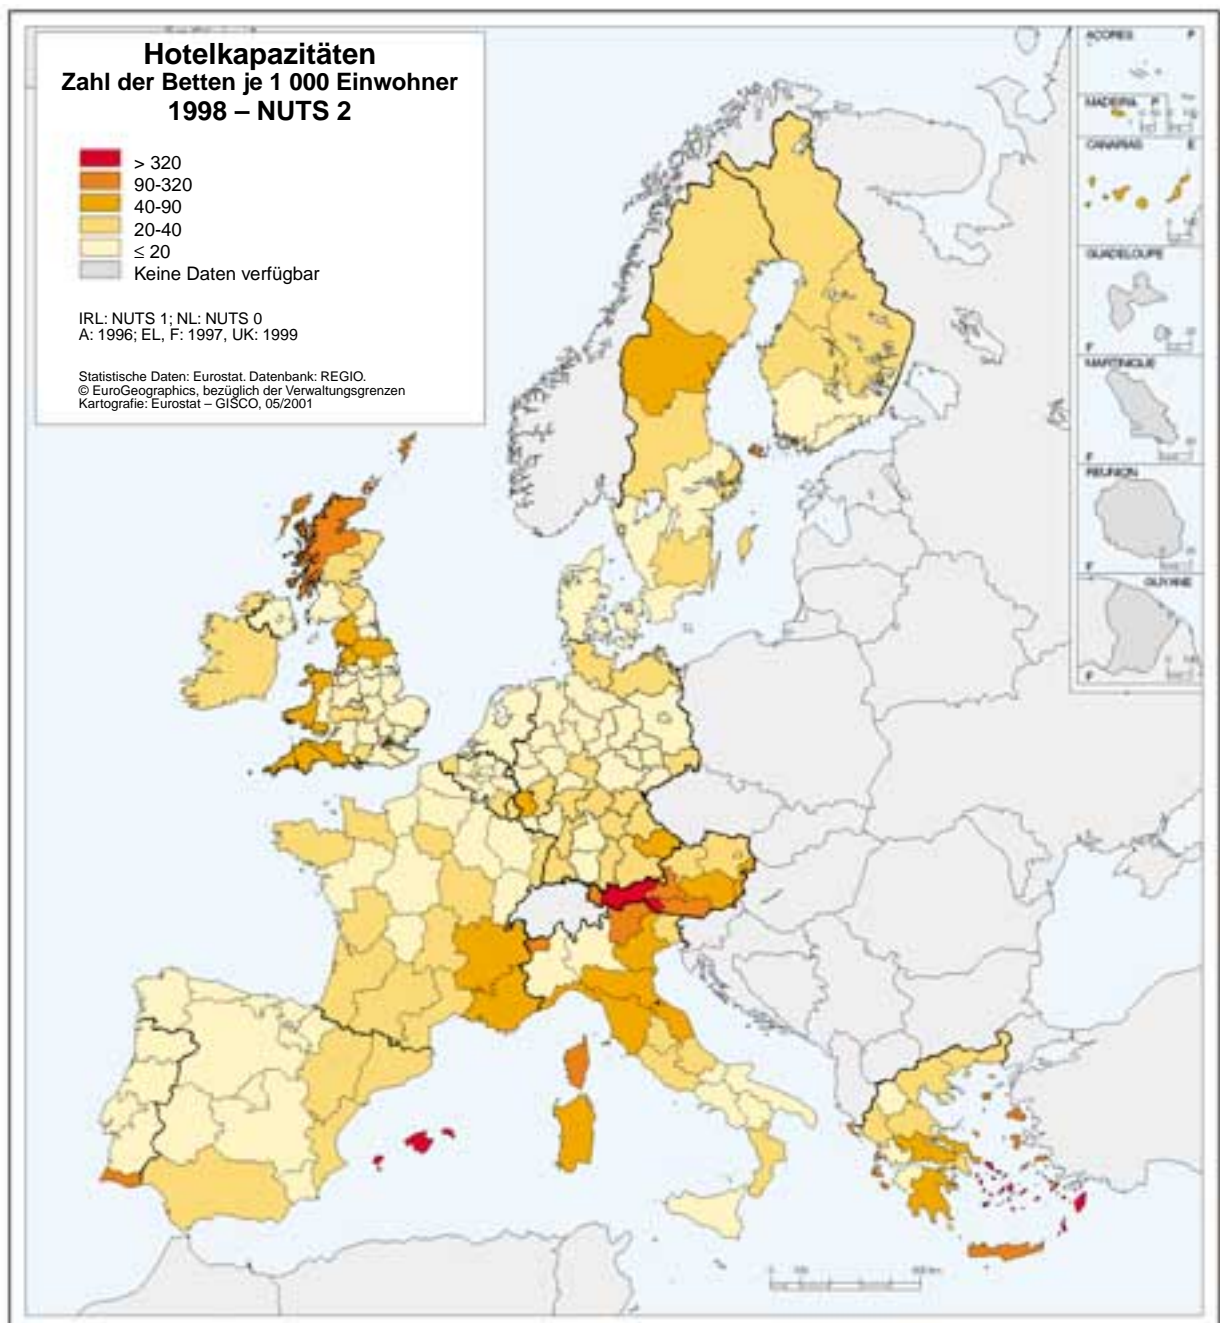 Hotelkapazitäten
Zahl der Betten je 1 000 Einwohner
1998 – NUTS 2
> 320
90-320
40-90
20-40
≤ 20
Keine Daten verfügbar
IRL: NUTS 1; NL: NUTS 0
A: 1996; EL, F: 1997, UK: 1999
Statistische Daten: Eurostat. Datenbank: REGIO.
© EuroGeographics, bezüglich der Verwaltungsgrenzen
Kartografie: Eurostat – GISCO, 05/2001
AÇORES P
MADEIRA P
CANARIAS E
GUADELOUPE
F
MARTINIQUE
F
REUNION
F
GUYANE
F